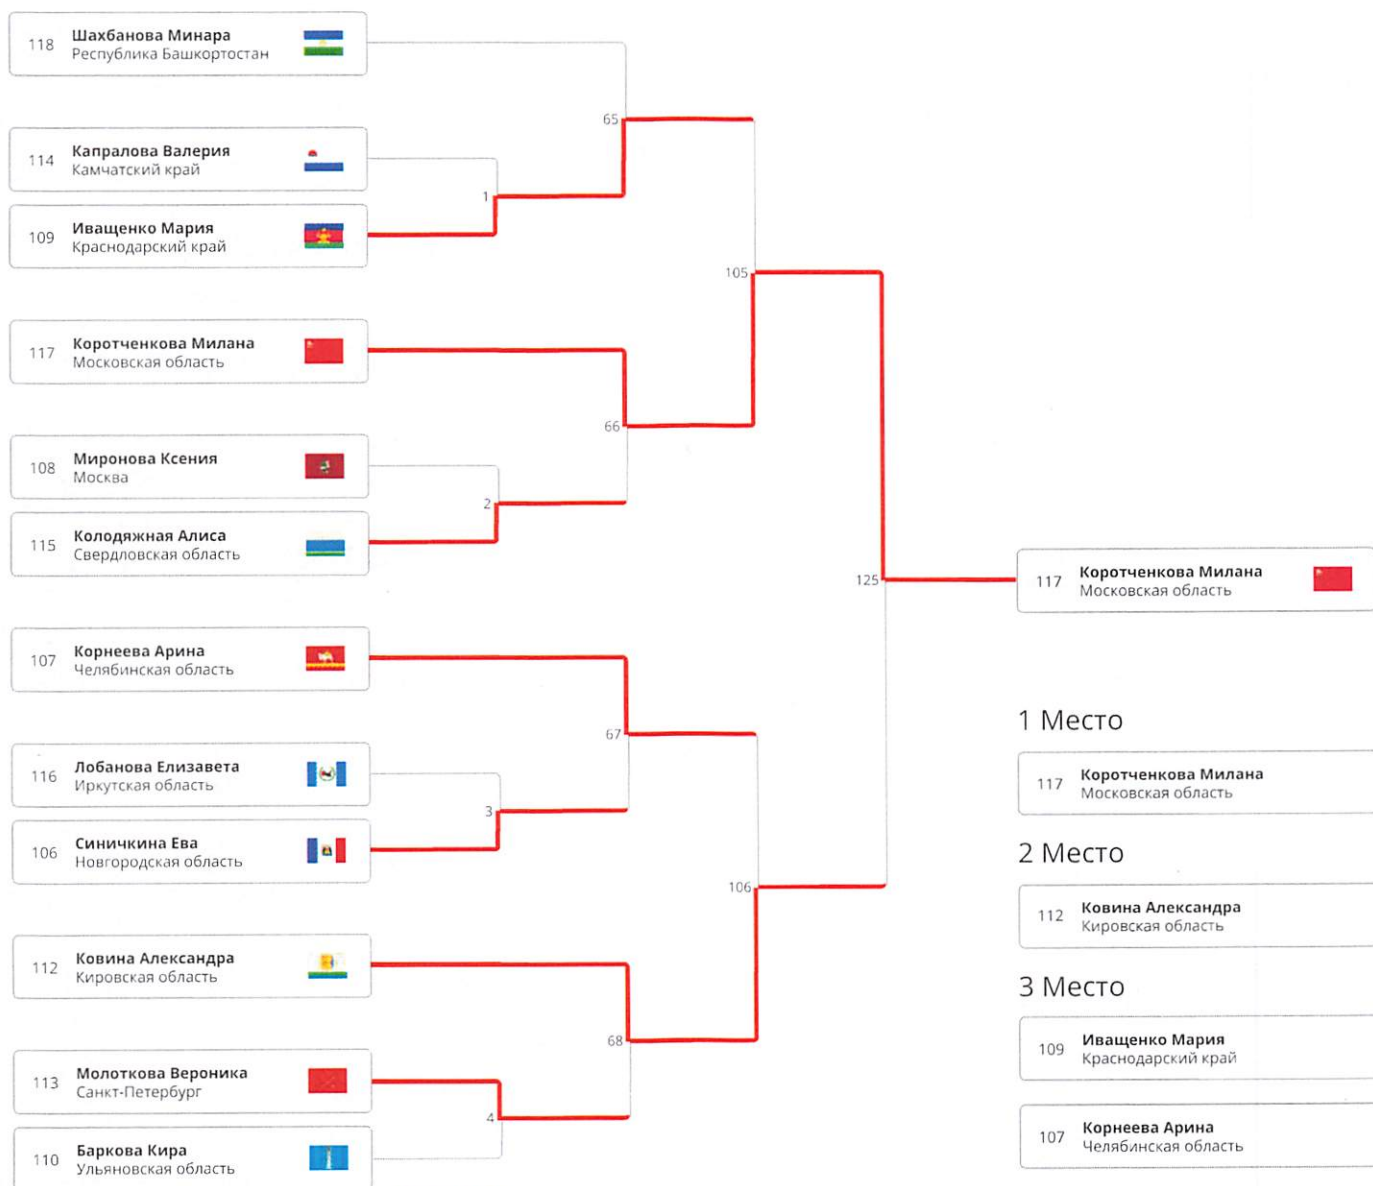 118
Шахбанова Минара
Республика Башкортостан
65
114
Капралова Валерия
Камчатский край
1
109
Иващенко Мария
Краснодарский край
105
117
Коротченкова Милана
Московская область
66
108
Миронова Ксения
Москва
2
115
Колодяжная Алиса
Свердловская область
125
117
Коротченкова Милана
Московская область
107
Корнеева Арина
Челябинская область
67
116
Лобанова Елизавета
Иркутская область
3
106
Синичкина Ева
Новгородская область
106
112
Ковина Александра
Кировская область
68
113
Молоткова Вероника
Санкт-Петербург
4
110
Баркова Кира
Ульяновская область
1 Место
117
Коротченкова Милана
Московская область
2 Место
112
Ковина Александра
Кировская область
3 Место
109
Иващенко Мария
Краснодарский край
107
Корнеева Арина
Челябинская область